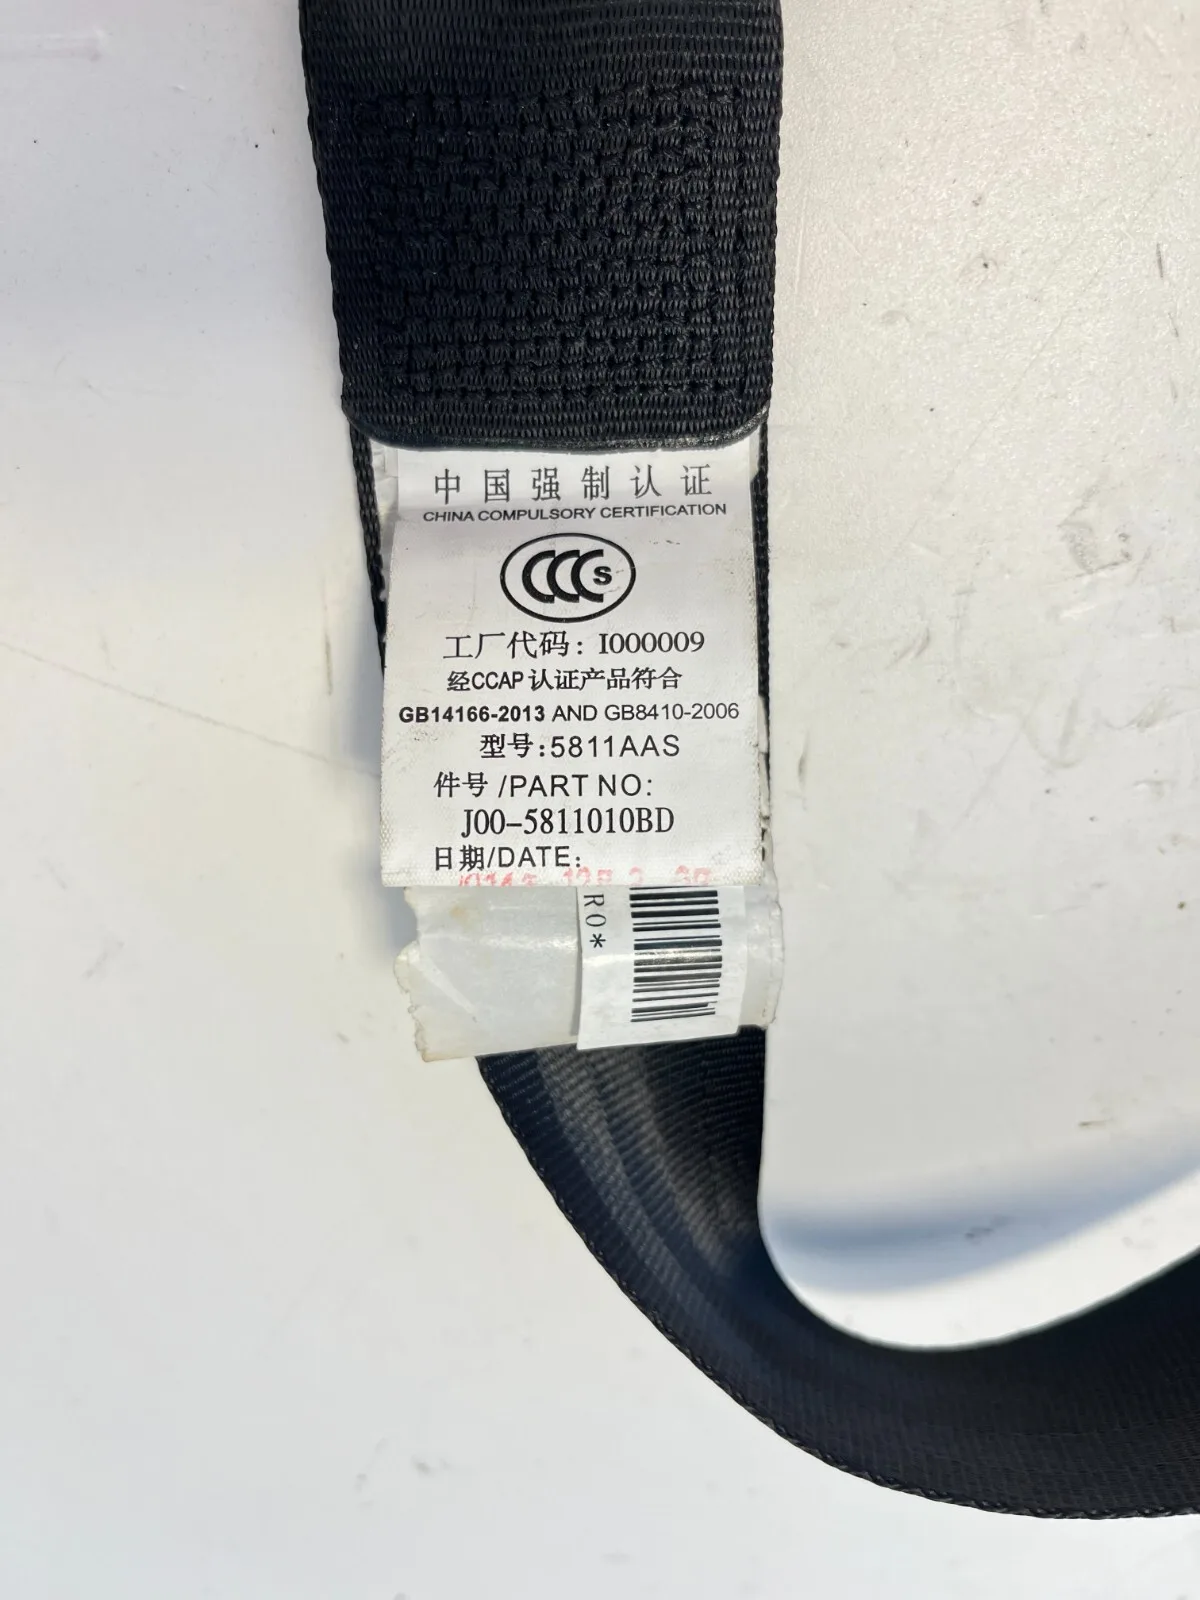 中国强制认证
CHINA COMPULSORY CERTIFICATION
CCC S
工厂代码: I000009
经CCAP认证产品符合
GB14166-2013 AND GB8410-2006
型号:5811AAS
件号 /PART NO:
J00-5811010BD
日期/DATE:
R0*